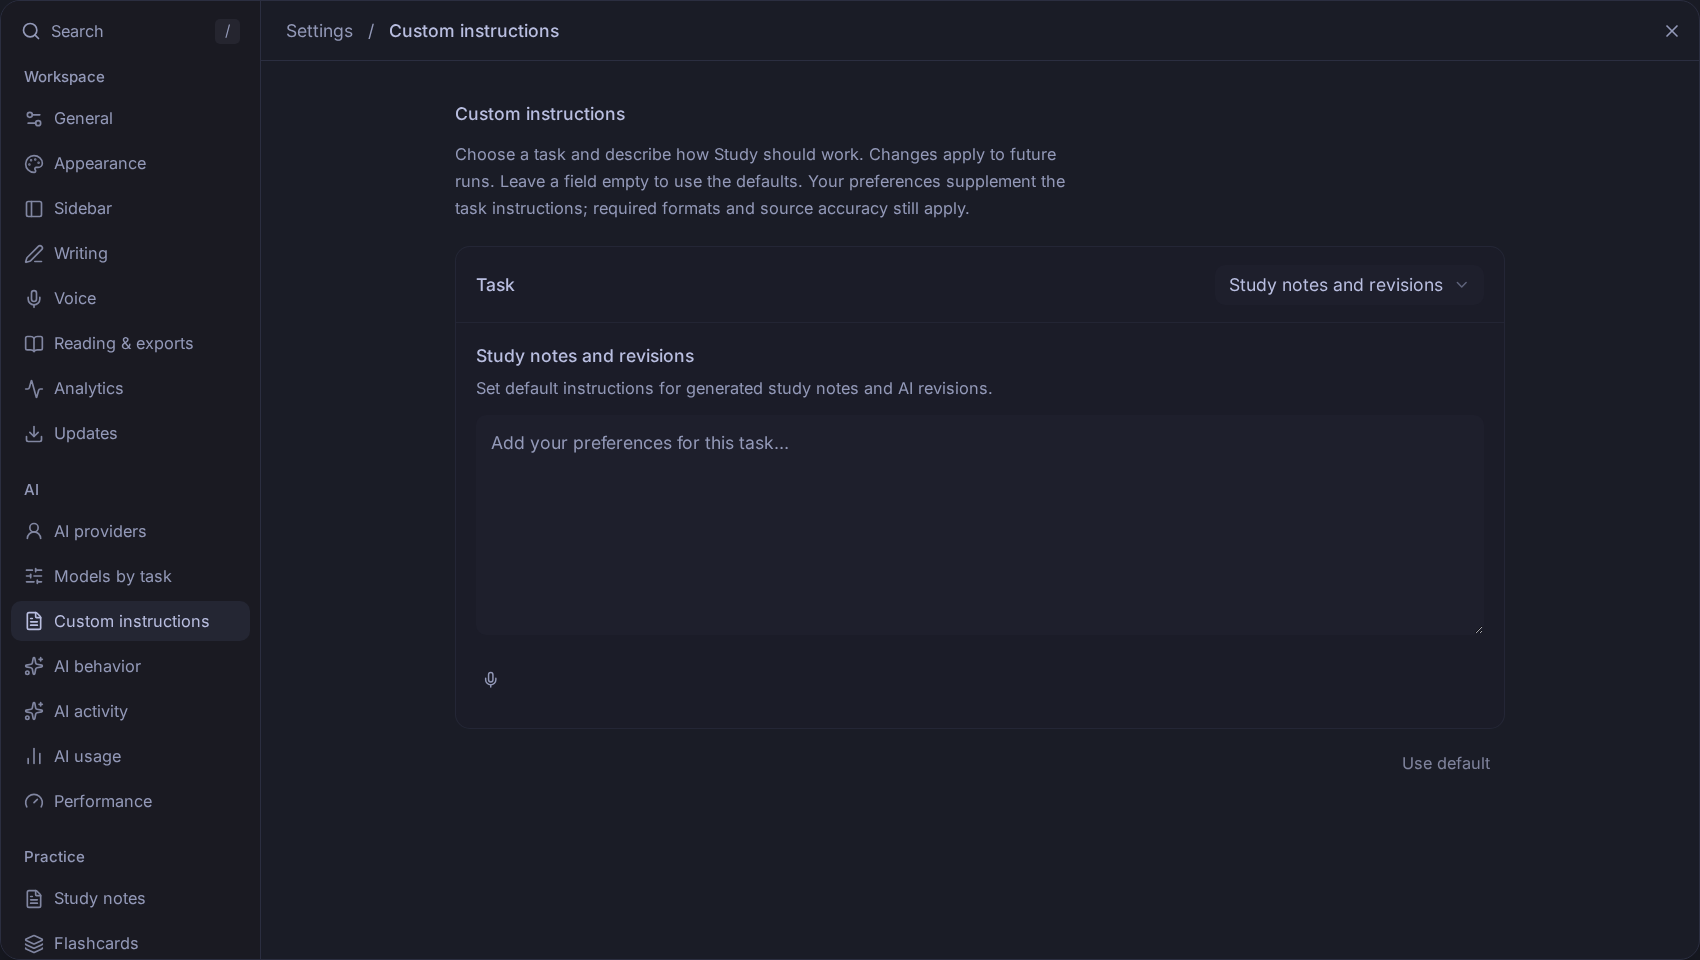 Search
/
Workspace
General
Appearance
Sidebar
Writing
Voice
Reading & exports
Analytics
Updates
AI
AI providers
Models by task
Custom instructions
AI behavior
AI activity
AI usage
Performance
Practice
Study notes
Flashcards
Settings / Custom instructions
Custom instructions
Choose a task and describe how Study should work. Changes apply to future
runs. Leave a field empty to use the defaults. Your preferences supplement the
task instructions; required formats and source accuracy still apply.
Task
Study notes and revisions
Study notes and revisions
Set default instructions for generated study notes and AI revisions.
Add your preferences for this task...
Use default